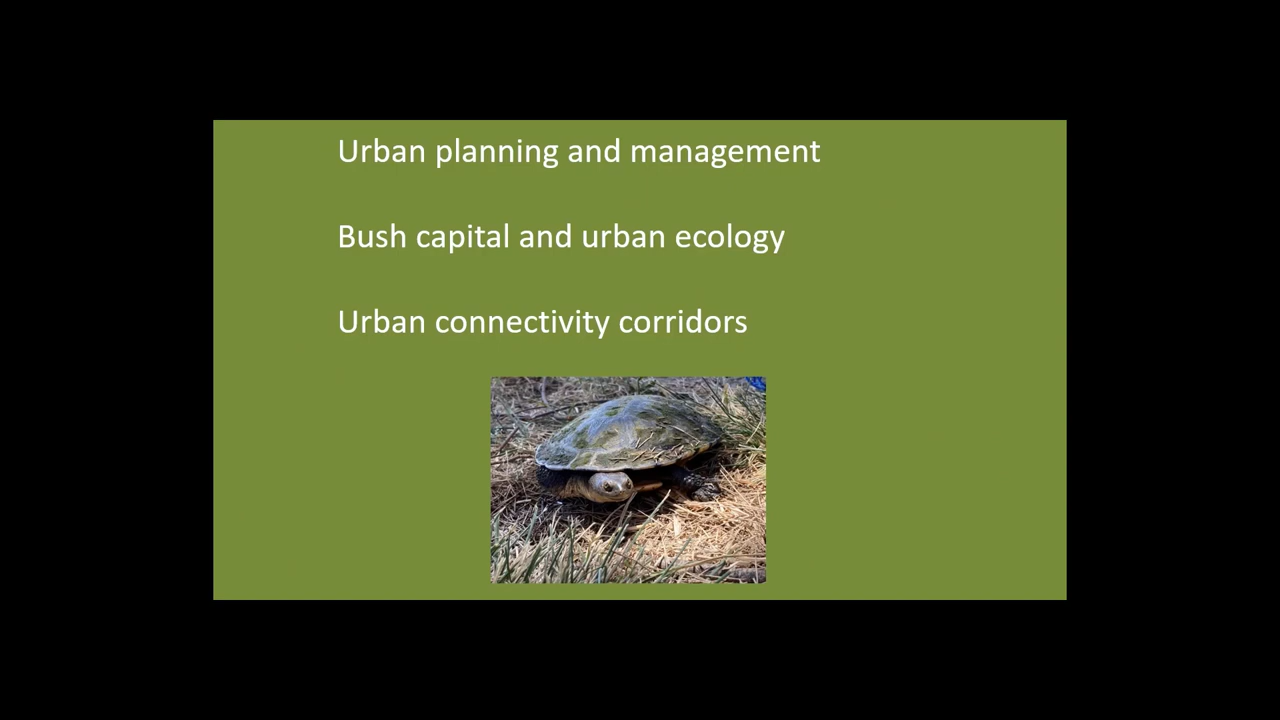 Urban planning and management
Bush capital and urban ecology
Urban connectivity corridors